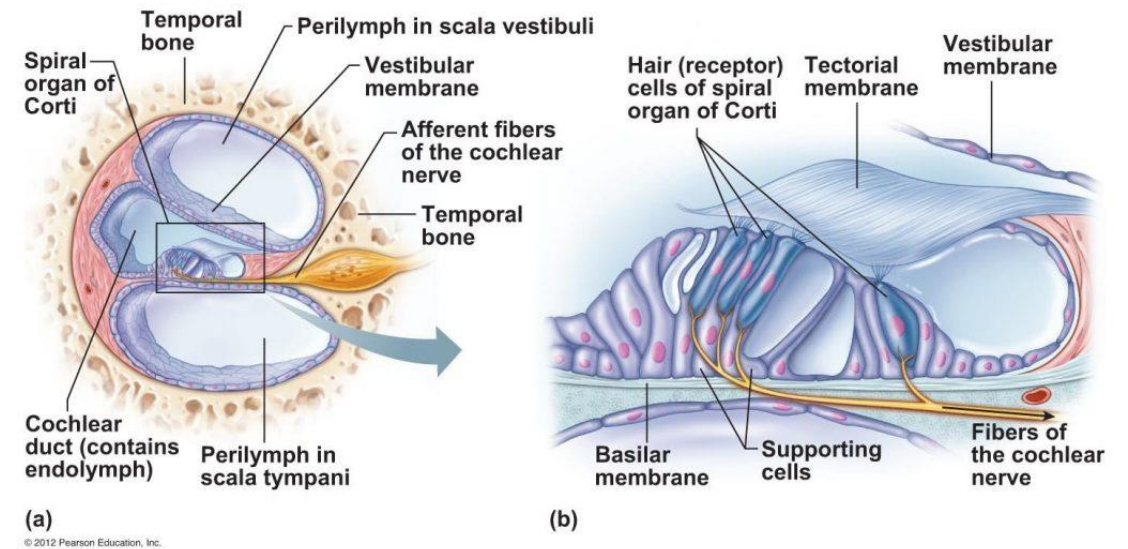 Temporal
bone
Perilymph in scala vestibuli
Spiral
organ of
Corti
Vestibular
membrane
Afferent fibers
of the cochlear
nerve
Temporal
bone
Cochlear
duct (contains
endolymph)
Perilymph in
scala tympani
(a)
© 2012 Pearson Education, Inc.
Hair (receptor)
cells of spiral
organ of Corti
Tectorial
membrane
Vestibular
membrane
Basilar
membrane
Supporting
cells
Fibers of
the cochlear
nerve
(b)